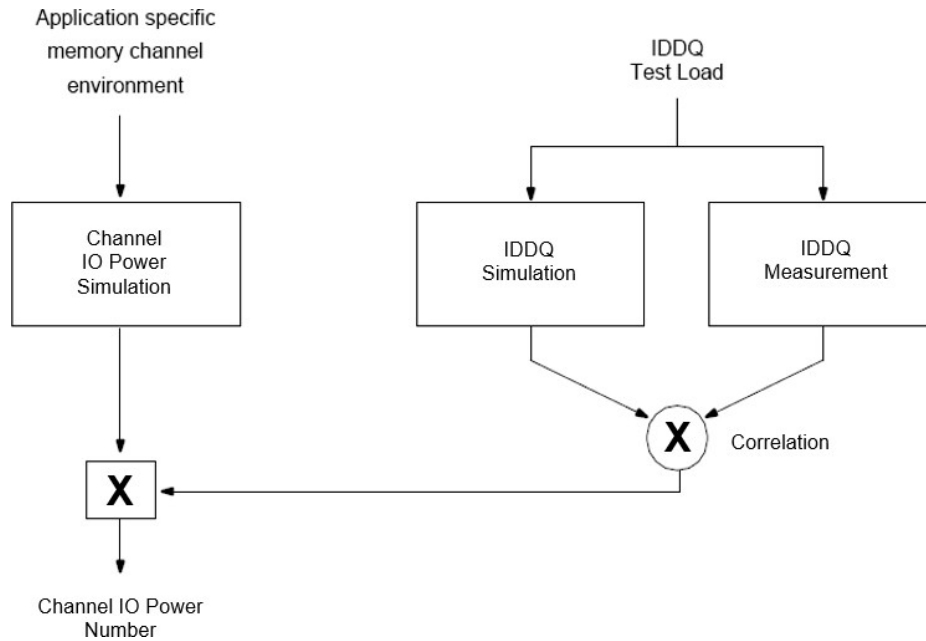 Application specific
memory channel
environment
IDDQ
Test Load
Channel
IO Power
Simulation
IDDQ
Simulation
IDDQ
Measurement
X
Correlation
X
Channel IO Power
Number